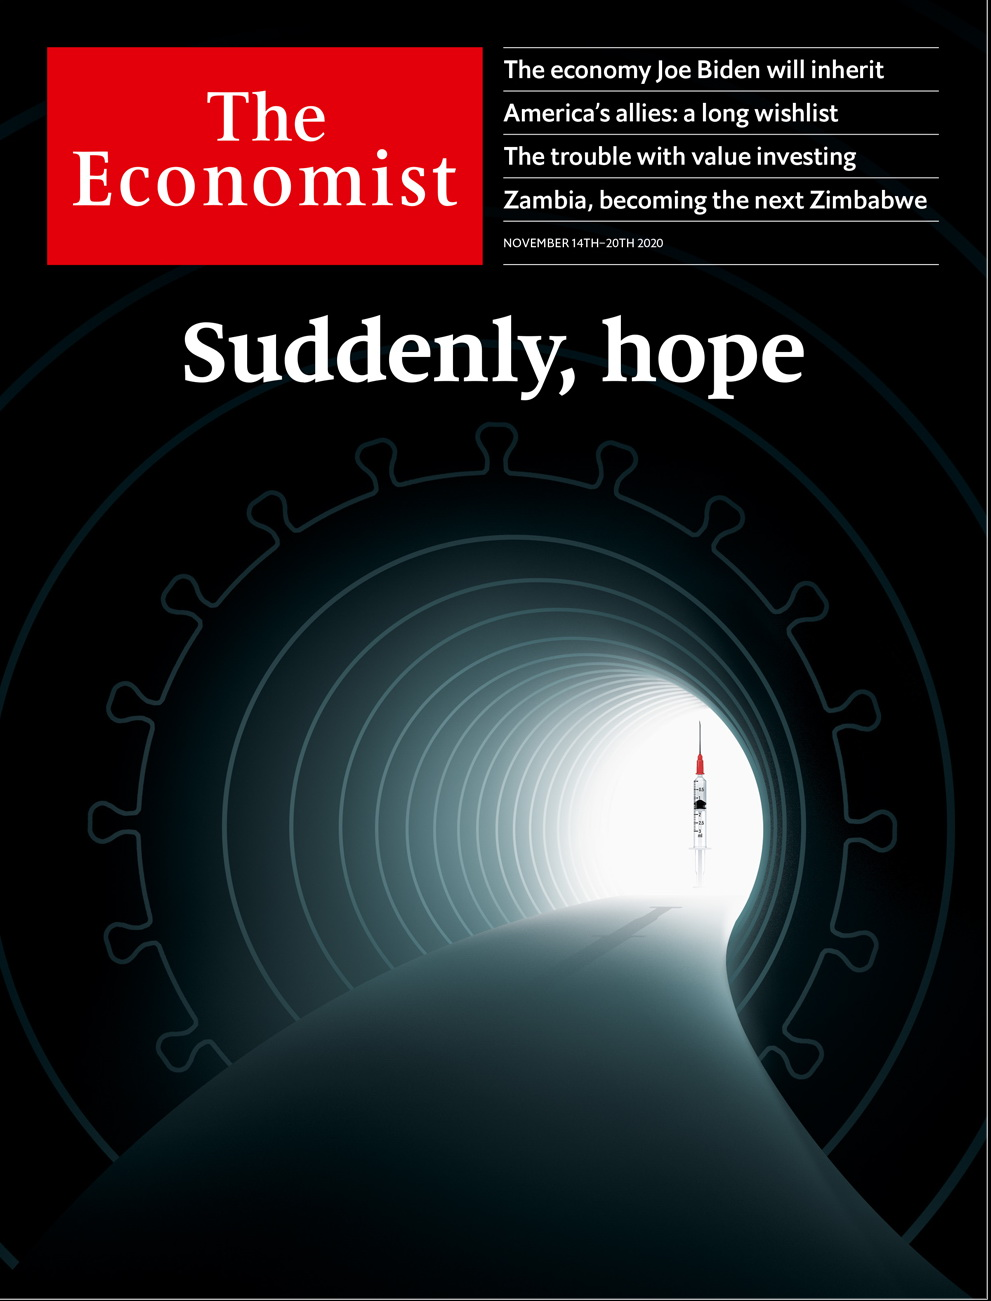 The
Economist
The economy Joe Biden will inherit
America's allies: a long wishlist
The trouble with value investing
Zambia, becoming the next Zimbabwe
NOVEMBER 14TH–20TH 2020
Suddenly, hope